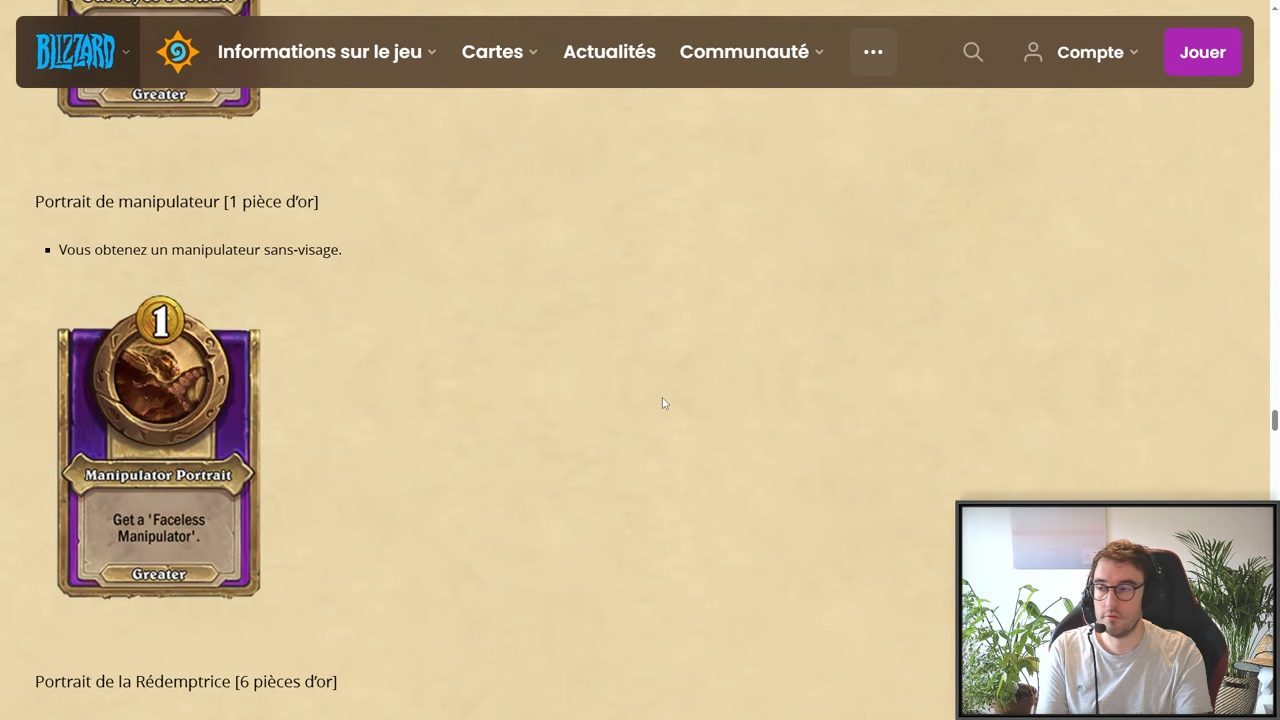 BLIZZARD
Informations sur le jeu
Cartes
Actualités
Communauté
Compte
Jouer
Greater
Portrait de manipulateur [1 pièce d'or]
Vous obtenez un manipulateur sans-visage.
1
Manipulator Portrait
Get a 'Faceless
Manipulator'.
Greater
Portrait de la Rédemptrice [6 pièces d'or]